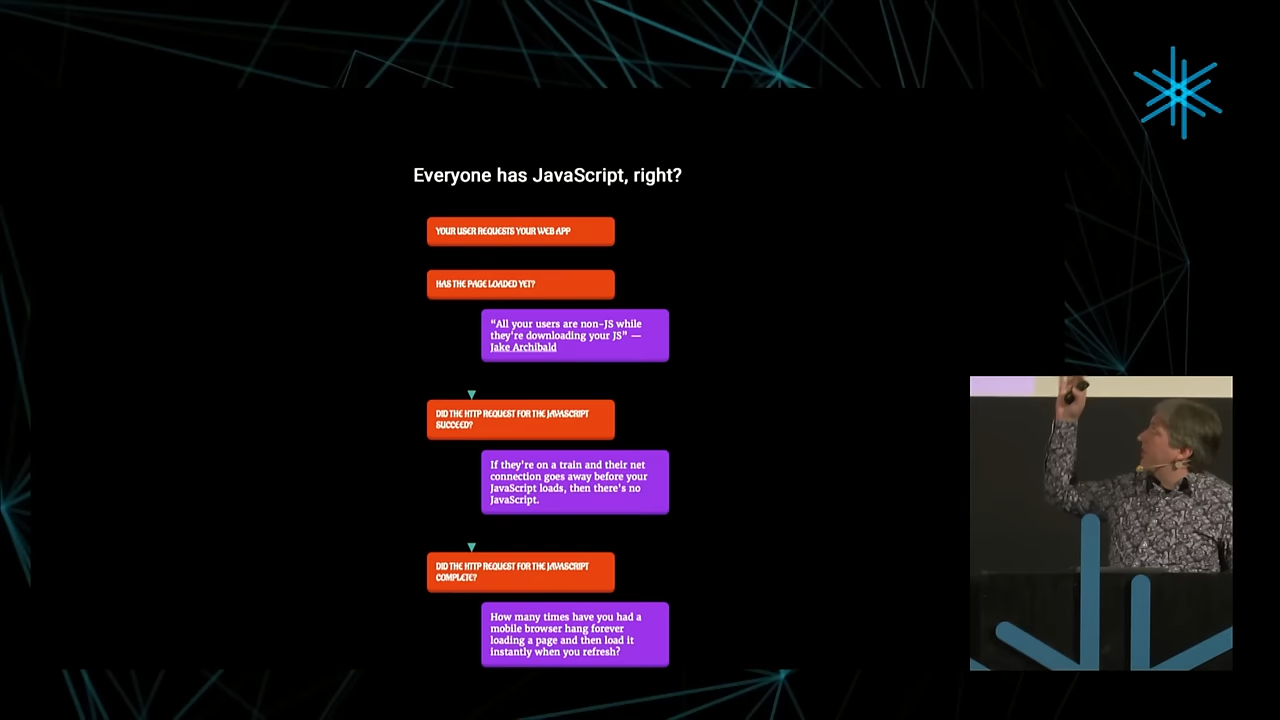 Everyone has JavaScript, right?
YOUR USER REQUESTS YOUR WEB APP
HAS THE PAGE LOADED YET?
“All your users are non-JS while
they're downloading your JS” —
Jake Archibald
DID THE HTTP REQUEST FOR THE JAVASCRIPT
SUCCEED?
If they're on a train and their net
connection goes away before your
JavaScript loads, then there's no
JavaScript.
DID THE HTTP REQUEST FOR THE JAVASCRIPT
COMPLETE?
How many times have you had a
mobile browser hang forever
loading a page and then load it
instantly when you refresh?